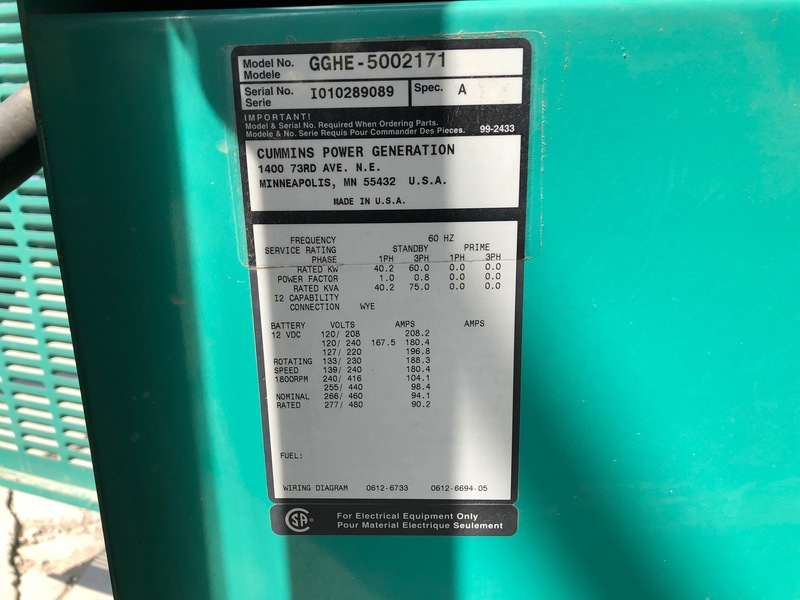 Model No. GGHE-5002171
Modele
Serial No. I010289089 Spec. A
Serie
IMPORTANT!
Model & Serial No. Required When Ordering Parts.
Modele & No. Serie Requis Pour Commander Des Pieces. 99-2433
CUMMINS POWER GENERATION
1400 73RD AVE. N.E.
MINNEAPOLIS, MN 55432 U.S.A.
MADE IN U.S.A.
FREQUENCY 60 HZ
SERVICE RATING STANDBY PRIME
PHASE 1PH 3PH 1PH 3PH
RATED KW 40.2 60.0 0.0 0.0
POWER FACTOR 1.0 0.8 0.0 0.0
RATED KVA 40.2 75.0 0.0 0.0
I2 CAPABILITY
CONNECTION WYE
BATTERY VOLTS AMPS AMPS
12 VDC 120/ 208 208.2
120/ 240 167.5 180.4
127/ 220 196.8
ROTATING 133/ 230 188.3
SPEED 139/ 240 180.4
1800RPM 240/ 416 104.1
255/ 440 98.4
NOMINAL 266/ 460 94.1
RATED 277/ 480 90.2
FUEL:
WIRING DIAGRAM 0612-6733 0612-6694-05
CSA ® For Electrical Equipment Only
Pour Material Electrique Seulement